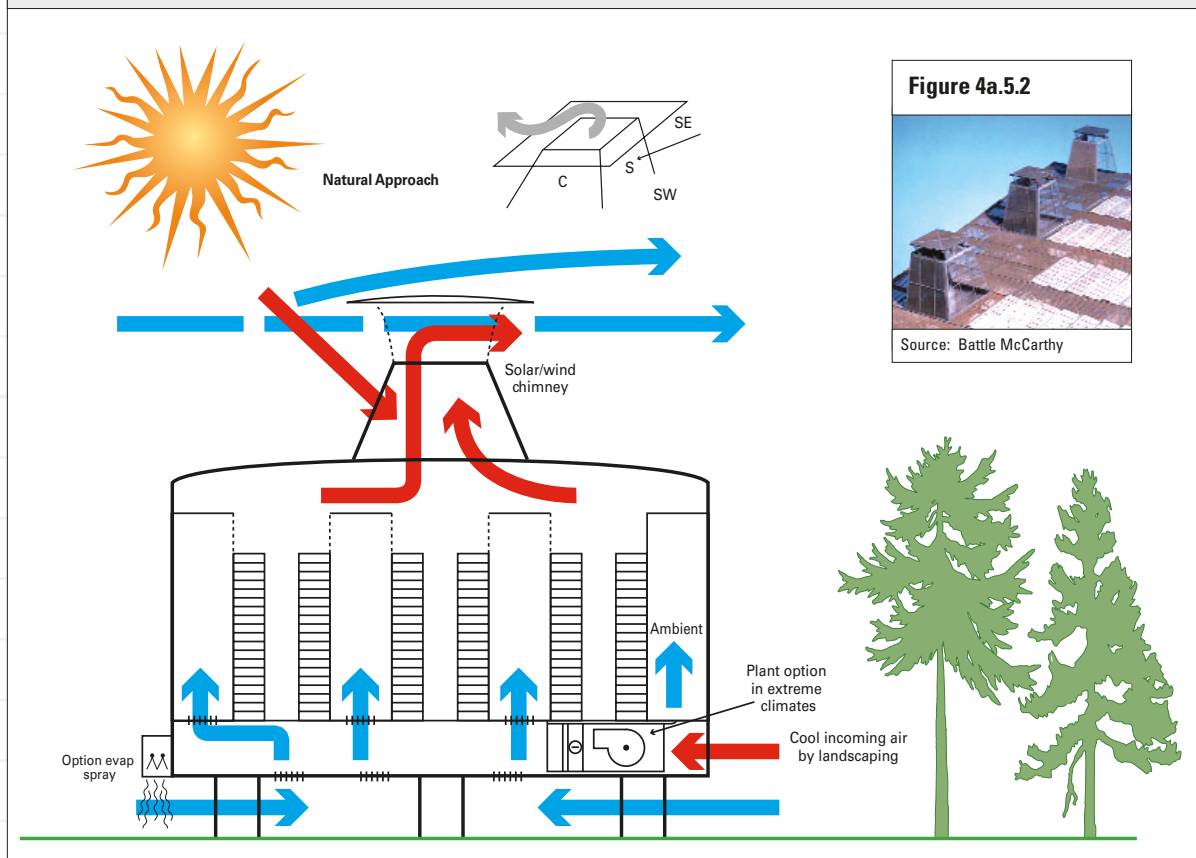 Figure 4a.5.2
Natural Approach
SE
S
C
SW
Source: Battle McCarthy
Solar/wind
chimney
Ambient
Plant option
in extreme
climates
Cool incoming air
by landscaping
Option evap
spray